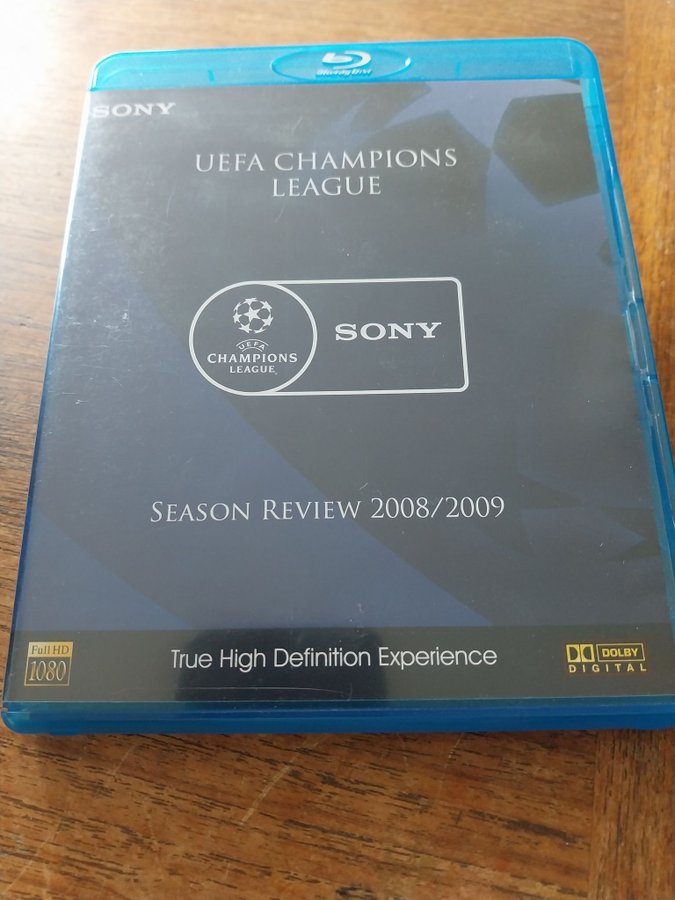 Blu-ray Disc
SONY
UEFA CHAMPIONS
LEAGUE
UEFA
CHAMPIONS
LEAGUE
SONY
SEASON REVIEW 2008/2009
Full HD
1080
True High Definition Experience
DOLBY
DIGITAL